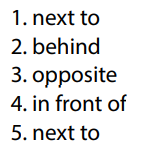 1. next to
2. behind
3. opposite
4. in front of
5. next to